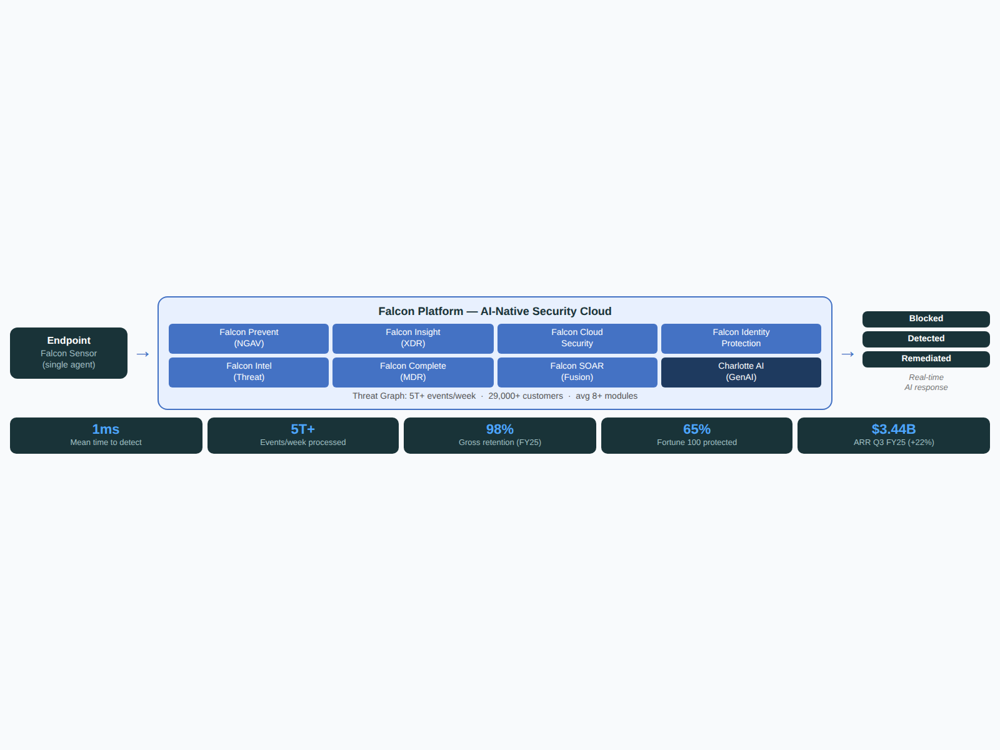 Endpoint
Falcon Sensor
(single agent)
→
Falcon Platform — AI-Native Security Cloud
Falcon Prevent
(NGAV)
Falcon Insight
(XDR)
Falcon Cloud
Security
Falcon Identity
Protection
Falcon Intel
(Threat)
Falcon Complete
(MDR)
Falcon SOAR
(Fusion)
Charlotte AI
(GenAI)
Threat Graph: 5T+ events/week · 29,000+ customers · avg 8+ modules
→
Blocked
Detected
Remediated
Real-time
AI response
1ms
Mean time to detect
5T+
Events/week processed
98%
Gross retention (FY25)
65%
Fortune 100 protected
$3.44B
ARR Q3 FY25 (+22%)